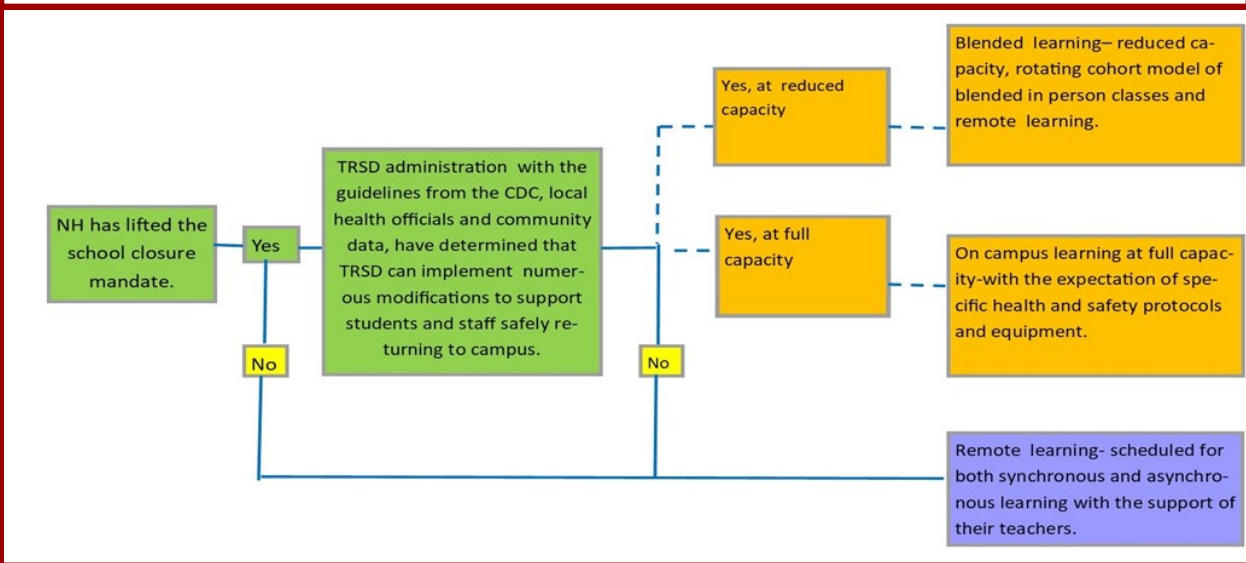 NH has lifted the
school closure
mandate.
Yes
No
TRSD administration with the
guidelines from the CDC, local
health officials and community
data, have determined that
TRSD can implement numer-
ous modifications to support
students and staff safely re-
turning to campus.
No
Yes, at reduced
capacity
Blended learning– reduced ca-
pacity, rotating cohort model of
blended in person classes and
remote learning.
Yes, at full
capacity
On campus learning at full capac-
ity-with the expectation of spe-
cific health and safety protocols
and equipment.
Remote learning- scheduled for
both synchronous and asynchro-
nous learning with the support of
their teachers.